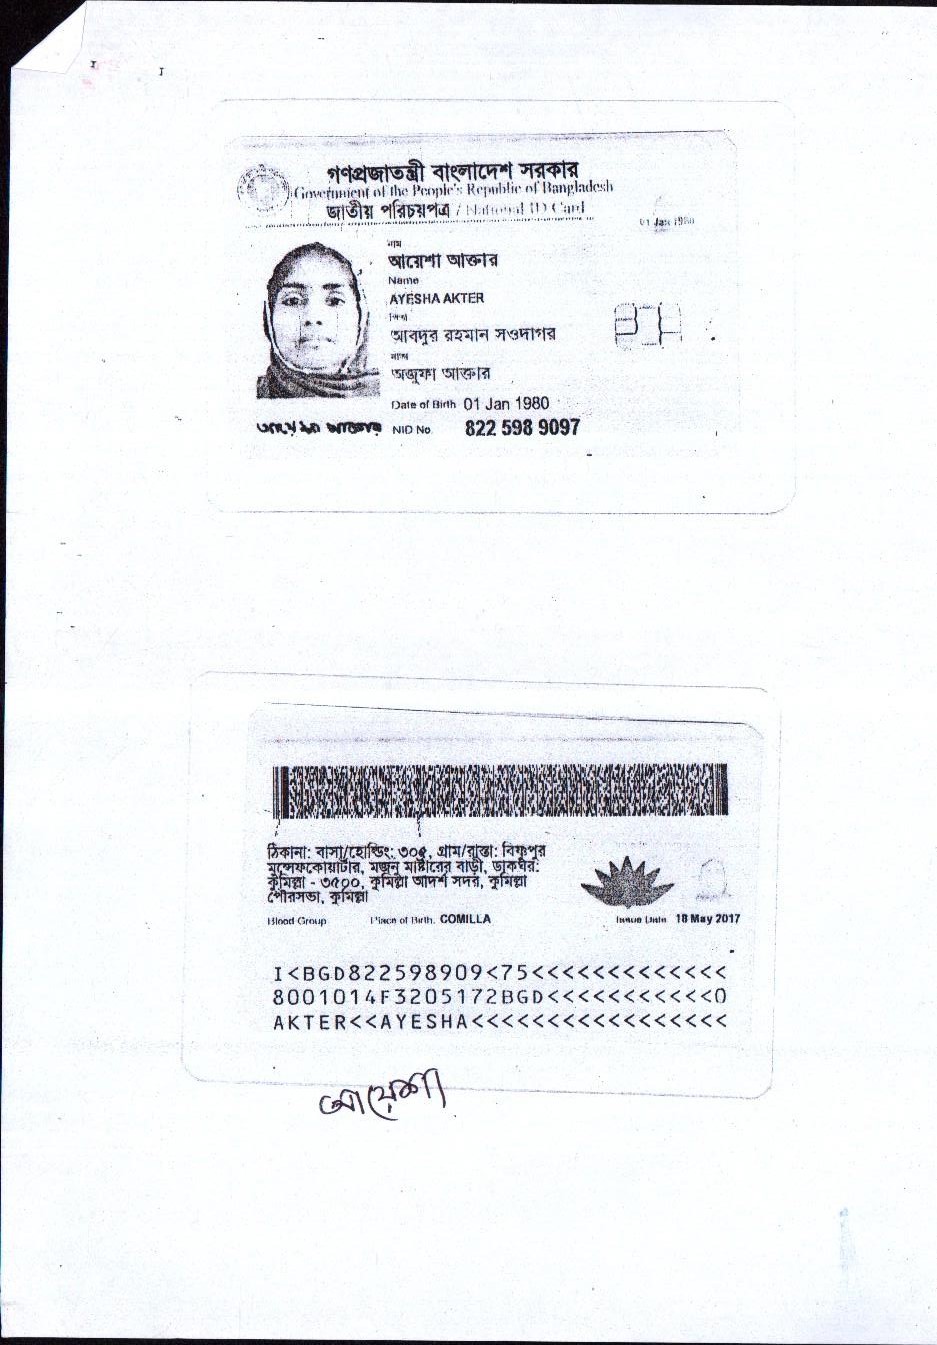 গণপ্রজাতন্ত্রী বাংলাদেশ সরকার
Government of the People's Republic of Bangladesh
জাতীয় পরিচয়পত্র / National ID Card
01 Jan 1980
নাম
আয়েশা আক্তার
Name
AYESHA AKTER
পিতা
আবদুর রহমান সওদাগর
মাতা
অজুফা আক্তার
Date of Birth 01 Jan 1980
আয়েশা আক্তার NID No. 822 598 9097
ঠিকানা: বাসা/হোল্ডিং: ৩০৫, গ্রাম/রাস্তা: বিষ্ণুপুর
মুন্সেফকোয়ার্টার, মজনু মাষ্টারের বাড়ী, ডাকঘর:
কুমিল্লা - ৩৫০০, কুমিল্লা আদর্শ সদর, কুমিল্লা
পৌরসভা, কুমিল্লা
Blood Group Place of Birth: COMILLA Issue Date 18 May 2017
I<BGD822598909<75<<<<<<<<<<<<<
8001014F3205172BGD<<<<<<<<<<<0
AKTER<<AYESHA<<<<<<<<<<<<<<<<<
আয়েশা